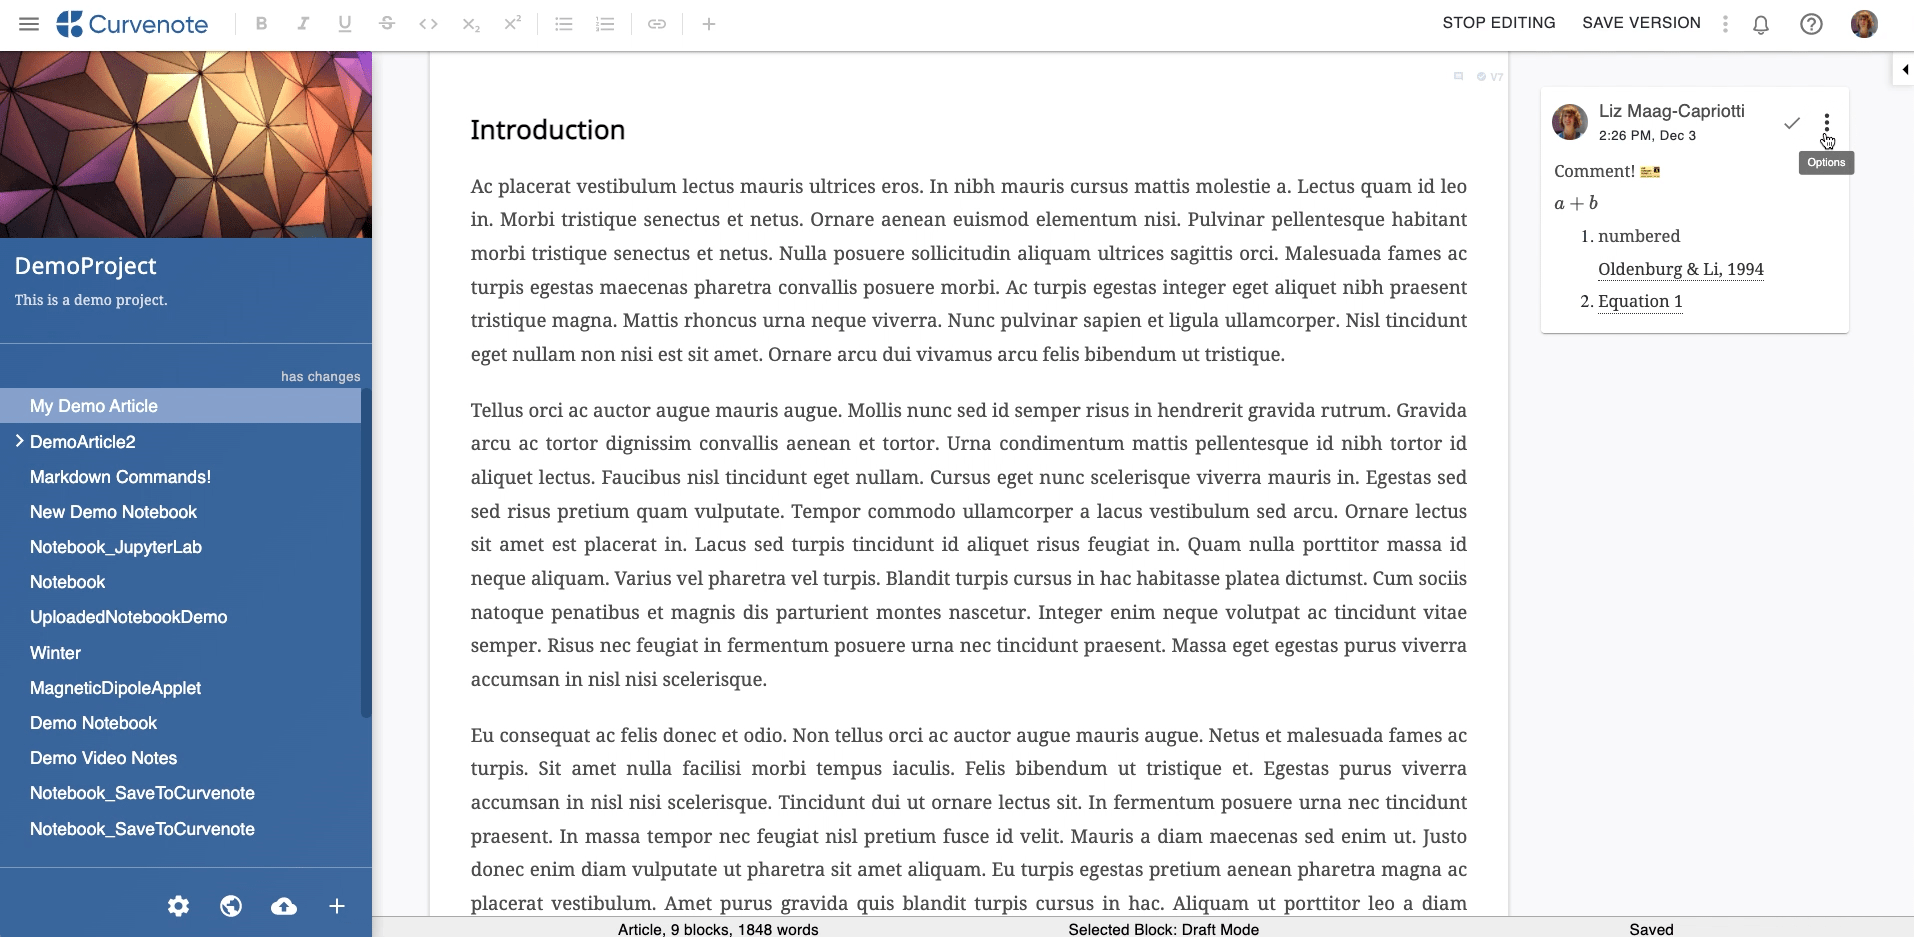 Curvenote
B I U S <> X₂ X²
STOP EDITING SAVE VERSION
V7
DemoProject
This is a demo project.
has changes
My Demo Article
DemoArticle2
Markdown Commands!
New Demo Notebook
Notebook_JupyterLab
Notebook
UploadedNotebookDemo
Winter
MagneticDipoleApplet
Demo Notebook
Demo Video Notes
Notebook_SaveToCurvenote
Notebook_SaveToCurvenote
Introduction
Ac placerat vestibulum lectus mauris ultrices eros. In nibh mauris cursus mattis molestie a. Lectus quam id leo
in. Morbi tristique senectus et netus. Ornare aenean euismod elementum nisi. Pulvinar pellentesque habitant
morbi tristique senectus et netus. Nulla posuere sollicitudin aliquam ultrices sagittis orci. Malesuada fames ac
turpis egestas maecenas pharetra convallis posuere morbi. Ac turpis egestas integer eget aliquet nibh praesent
tristique magna. Mattis rhoncus urna neque viverra. Nunc pulvinar sapien et ligula ullamcorper. Nisl tincidunt
eget nullam non nisi est sit amet. Ornare arcu dui vivamus arcu felis bibendum ut tristique.
Tellus orci ac auctor augue mauris augue. Mollis nunc sed id semper risus in hendrerit gravida rutrum. Gravida
arcu ac tortor dignissim convallis aenean et tortor. Urna condimentum mattis pellentesque id nibh tortor id
aliquet lectus. Faucibus nisl tincidunt eget nullam. Cursus eget nunc scelerisque viverra mauris in. Egestas sed
sed risus pretium quam vulputate. Tempor commodo ullamcorper a lacus vestibulum sed arcu. Ornare lectus
sit amet est placerat in. Lacus sed turpis tincidunt id aliquet risus feugiat in. Quam nulla porttitor massa id
neque aliquam. Varius vel pharetra vel turpis. Blandit turpis cursus in hac habitasse platea dictumst. Cum sociis
natoque penatibus et magnis dis parturient montes nascetur. Integer enim neque volutpat ac tincidunt vitae
semper. Risus nec feugiat in fermentum posuere urna nec tincidunt praesent. Massa eget egestas purus viverra
accumsan in nisl nisi scelerisque.
Eu consequat ac felis donec et odio. Non tellus orci ac auctor augue mauris augue. Netus et malesuada fames ac
turpis. Sit amet nulla facilisi morbi tempus iaculis. Felis bibendum ut tristique et. Egestas purus viverra
accumsan in nisl nisi scelerisque. Tincidunt dui ut ornare lectus sit. In fermentum posuere urna nec tincidunt
praesent. In massa tempor nec feugiat nisl pretium fusce id velit. Mauris a diam maecenas sed enim ut. Justo
donec enim diam vulputate ut pharetra sit amet aliquam. Eu turpis egestas pretium aenean pharetra magna ac
placerat vestibulum. Amet purus gravida quis blandit turpis cursus in hac. Aliquam ut porttitor leo a diam
Liz Maag-Capriotti
2:26 PM, Dec 3
Options
Comment! 🎫
a + b
1. numbered
Oldenburg & Li, 1994
2. Equation 1
Article, 9 blocks, 1848 words
Selected Block: Draft Mode
Saved